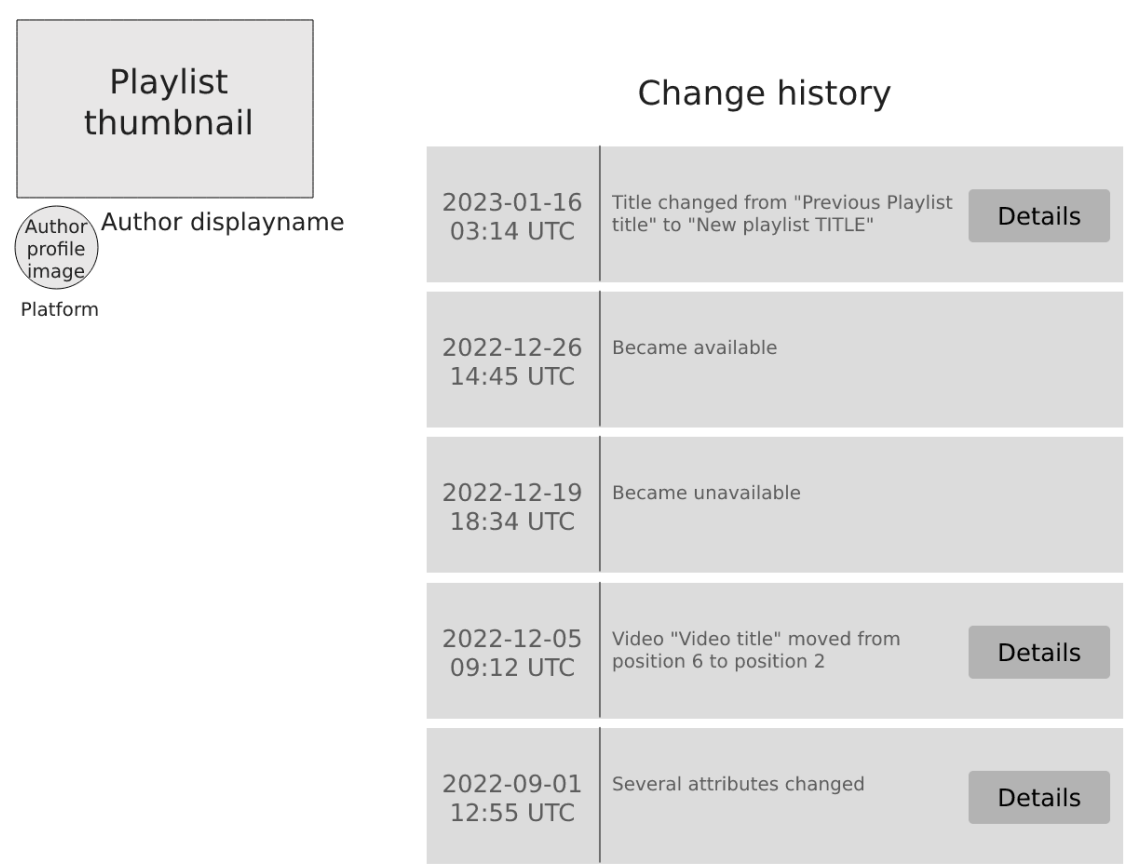 Playlist
thumbnail
Author
profile
image
Author displayname
Platform
Change history
2023-01-16
03:14 UTC
Title changed from "Previous Playlist
title" to "New playlist TITLE"
Details
2022-12-26
14:45 UTC
Became available
2022-12-19
18:34 UTC
Became unavailable
2022-12-05
09:12 UTC
Video "Video title" moved from
position 6 to position 2
Details
2022-09-01
12:55 UTC
Several attributes changed
Details